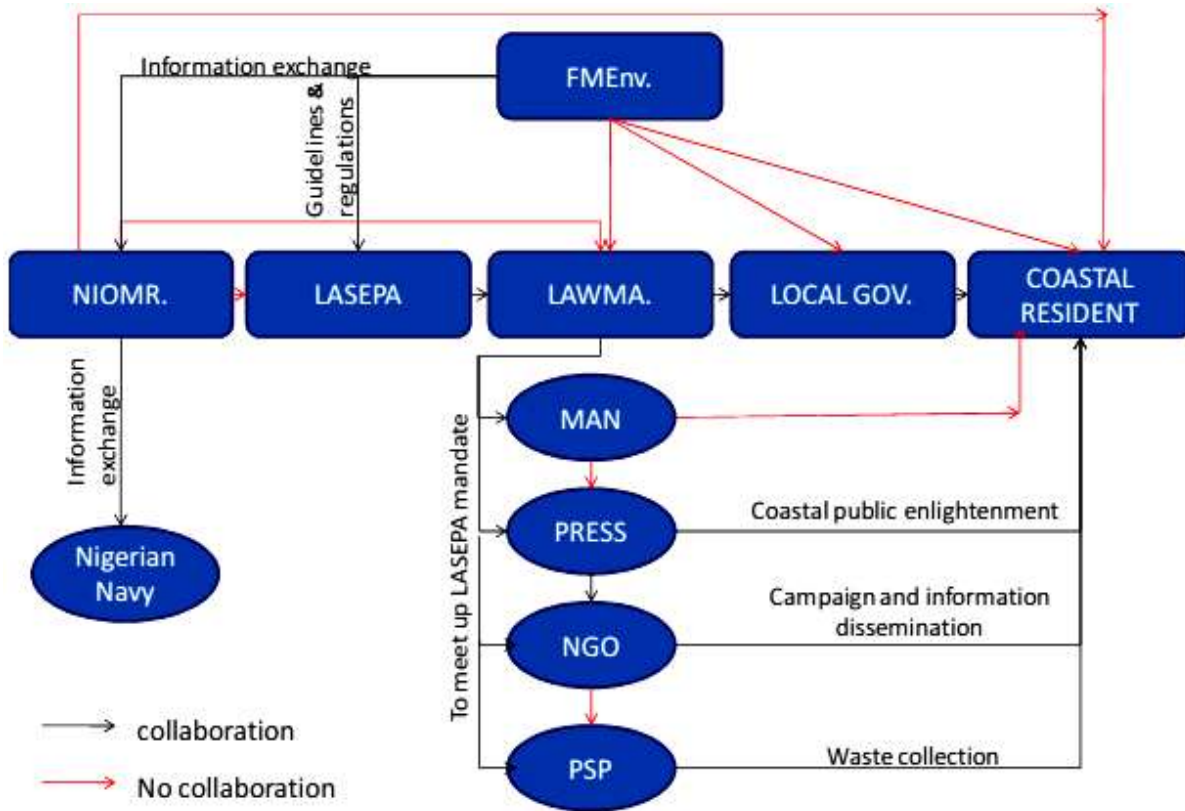 Information exchange
FMEnv.
Guidelines & 
regulations
NIOMR.
LASEPA
LAWMA.
LOCAL GOV.
COASTAL
RESIDENT
Information
exchange
To meet up LASEPA mandate
MAN
PRESS
Coastal public enlightenment
Nigerian
Navy
Campaign and information
dissemination
NGO
collaboration
PSP
Waste collection
No collaboration